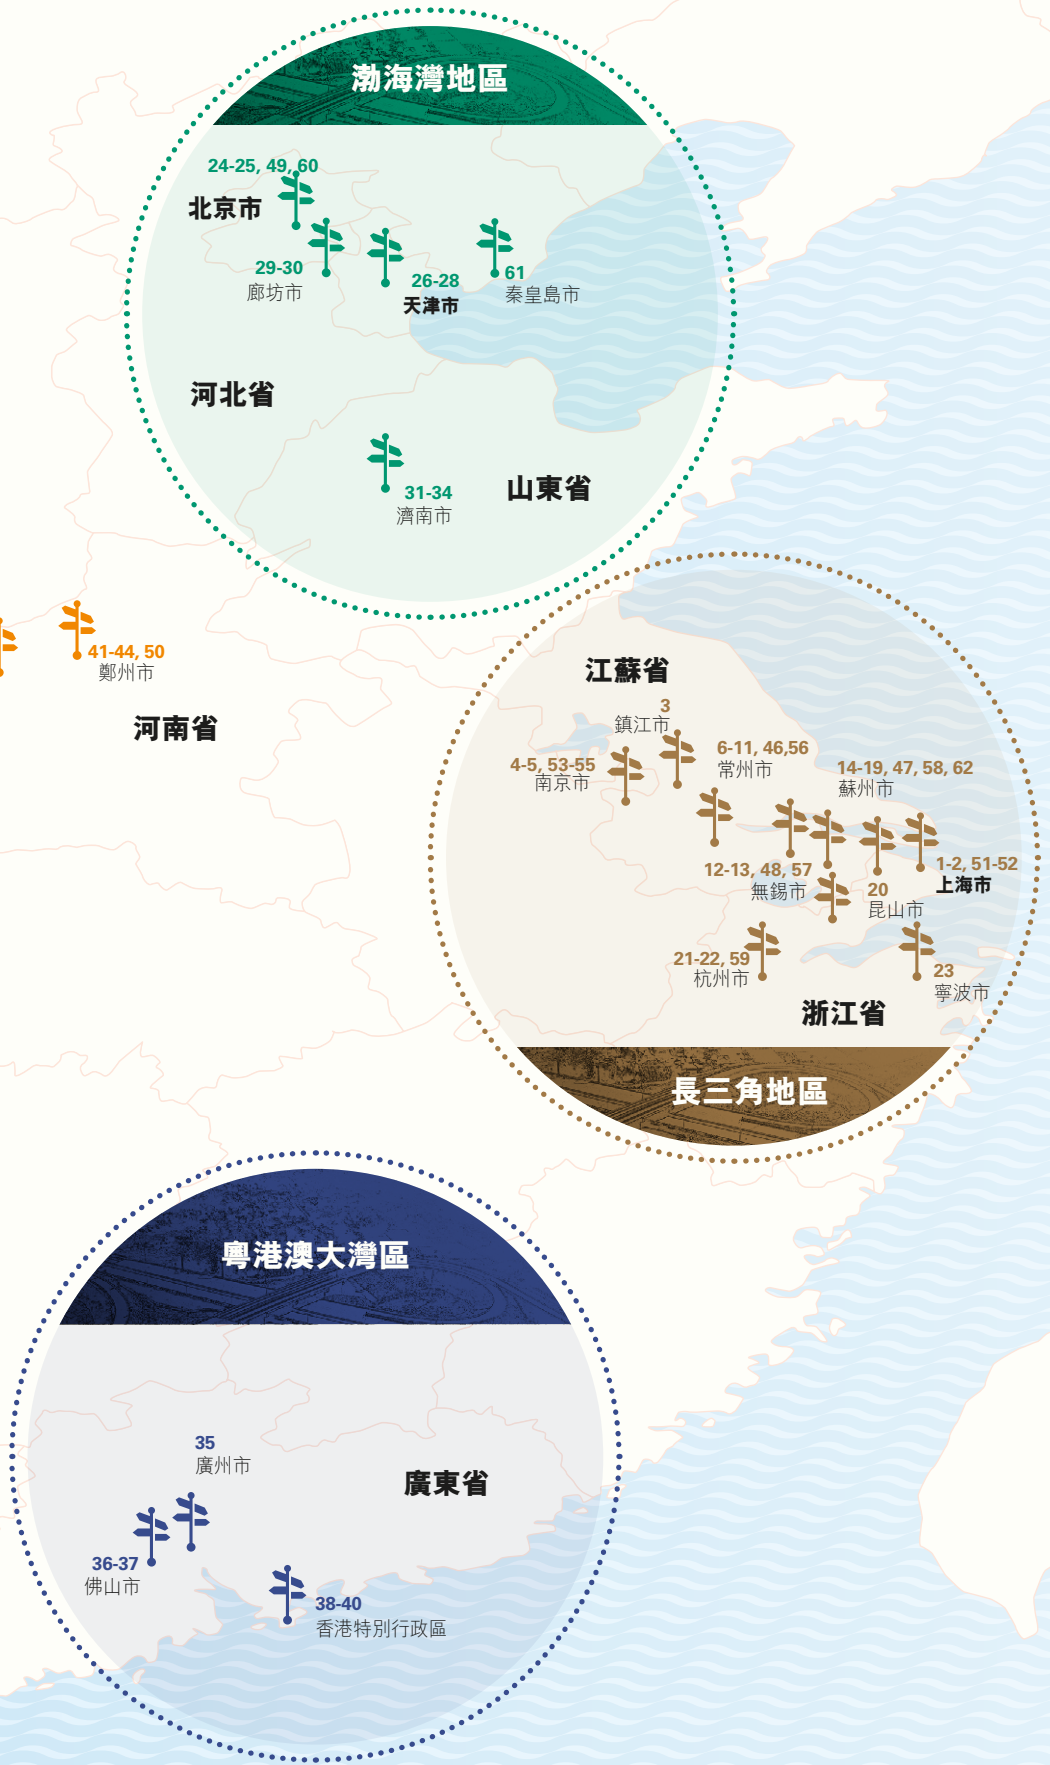 渤海灣地區
24-25, 49, 60
北京市
29-30
廊坊市
26-28
天津市
61
秦皇島市
河北省
31-34
濟南市
山東省
41-44, 50
鄭州市
河南省
江蘇省
3
鎮江市
4-5, 53-55
南京市
6-11, 46,56
常州市
14-19, 47, 58, 62
蘇州市
12-13, 48, 57
無錫市
1-2, 51-52
上海市
20
昆山市
21-22, 59
杭州市
23
寧波市
浙江省
長三角地區
粵港澳大灣區
35
廣州市
廣東省
36-37
佛山市
38-40
香港特別行政區